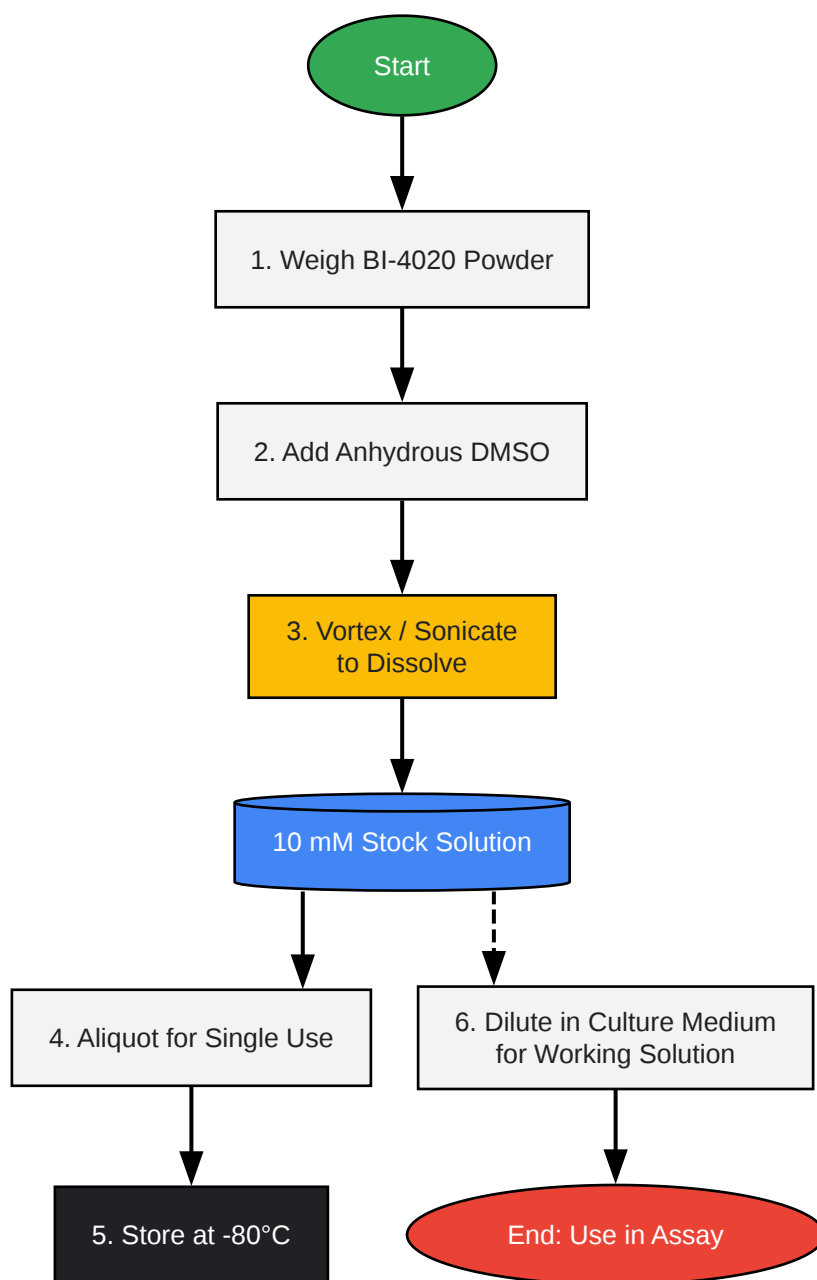 Start
1. Weigh BI-4020 Powder
2. Add Anhydrous DMSO
3. Vortex / Sonicate
to Dissolve
10 mM Stock Solution
4. Aliquot for Single Use
6. Dilute in Culture Medium
for Working Solution
5. Store at -80°C
End: Use in Assay